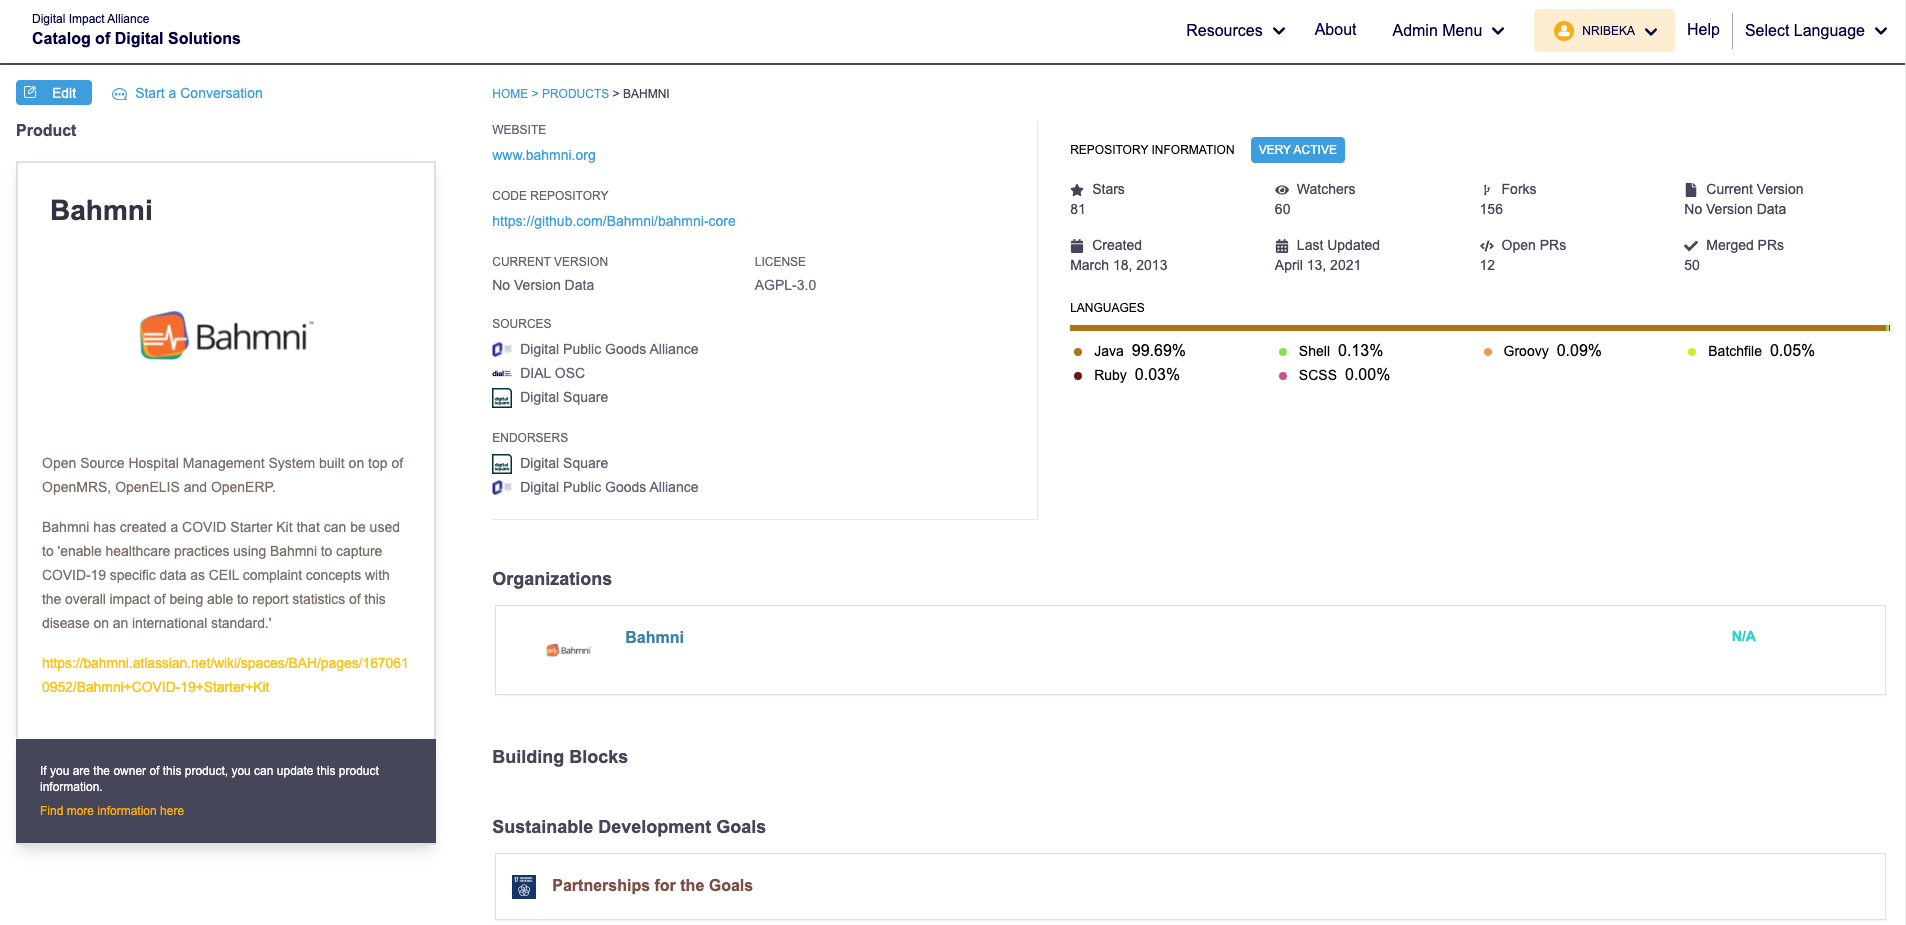 Digital Impact Alliance
Catalog of Digital Solutions
Resources
About
Admin Menu
NRIBEKA
Help
Select Language
Edit
Start a Conversation
HOME > PRODUCTS > BAHMNI
Product
Bahmni
Bahmni™
Open Source Hospital Management System built on top of
OpenMRS, OpenELIS and OpenERP.
Bahmni has created a COVID Starter Kit that can be used
to 'enable healthcare practices using Bahmni to capture
COVID-19 specific data as CEIL complaint concepts with
the overall impact of being able to report statistics of this
disease on an international standard.'
https://bahmni.atlassian.net/wiki/spaces/BAH/pages/167061
0952/Bahmni+COVID-19+Starter+Kit
If you are the owner of this product, you can update this product
information.
Find more information here
WEBSITE
www.bahmni.org
CODE REPOSITORY
https://github.com/Bahmni/bahmni-core
CURRENT VERSION
No Version Data
LICENSE
AGPL-3.0
SOURCES
Digital Public Goods Alliance
dial
DIAL OSC
digital
square
Digital Square
ENDORSERS
digital
square
Digital Square
Digital Public Goods Alliance
REPOSITORY INFORMATION
VERY ACTIVE
Stars
81
Watchers
60
Forks
156
Current Version
No Version Data
Created
March 18, 2013
Last Updated
April 13, 2021
Open PRs
12
Merged PRs
50
LANGUAGES
Java 99.69%
Shell 0.13%
Groovy 0.09%
Batchfile 0.05%
Ruby 0.03%
SCSS 0.00%
Organizations
Bahmni
Bahmni
N/A
Building Blocks
Sustainable Development Goals
17
Partnerships for the Goals